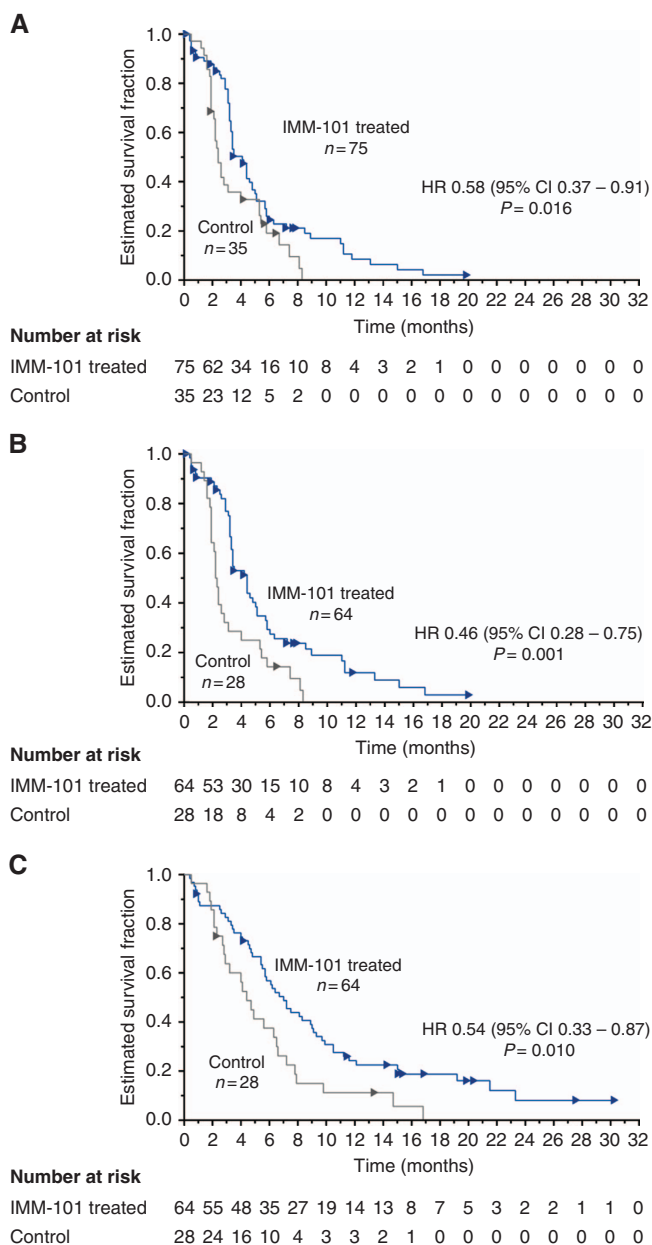 A
Estimated survival fraction
1.0
0.8
0.6
0.4
0.2
0.0
IMM-101 treated
n=75
HR 0.58 (95% CI 0.37 – 0.91)
P= 0.016
Control
n=35
0 2 4 6 8 10 12 14 16 18 20 22 24 26 28 30 32
Time (months)
Number at risk
IMM-101 treated 75 62 34 16 10 8 4 3 2 1 0 0 0 0 0 0 0
Control 35 23 12 5 2 0 0 0 0 0 0 0 0 0 0 0 0
B
Estimated survival fraction
1.0
0.8
0.6
0.4
0.2
0.0
IMM-101 treated
n=64
HR 0.46 (95% CI 0.28 – 0.75)
P= 0.001
Control
n=28
0 2 4 6 8 10 12 14 16 18 20 22 24 26 28 30 32
Time (months)
Number at risk
IMM-101 treated 64 53 30 15 10 8 4 3 2 1 0 0 0 0 0 0 0
Control 28 18 8 4 2 0 0 0 0 0 0 0 0 0 0 0 0
C
Estimated survival fraction
1.0
0.8
0.6
0.4
0.2
0.0
IMM-101 treated
n=64
HR 0.54 (95% CI 0.33 – 0.87)
P= 0.010
Control
n=28
0 2 4 6 8 10 12 14 16 18 20 22 24 26 28 30 32
Time (months)
Number at risk
IMM-101 treated 64 55 48 35 27 19 14 13 8 7 5 3 2 2 1 1 0
Control 28 24 16 10 4 3 3 2 1 0 0 0 0 0 0 0 0